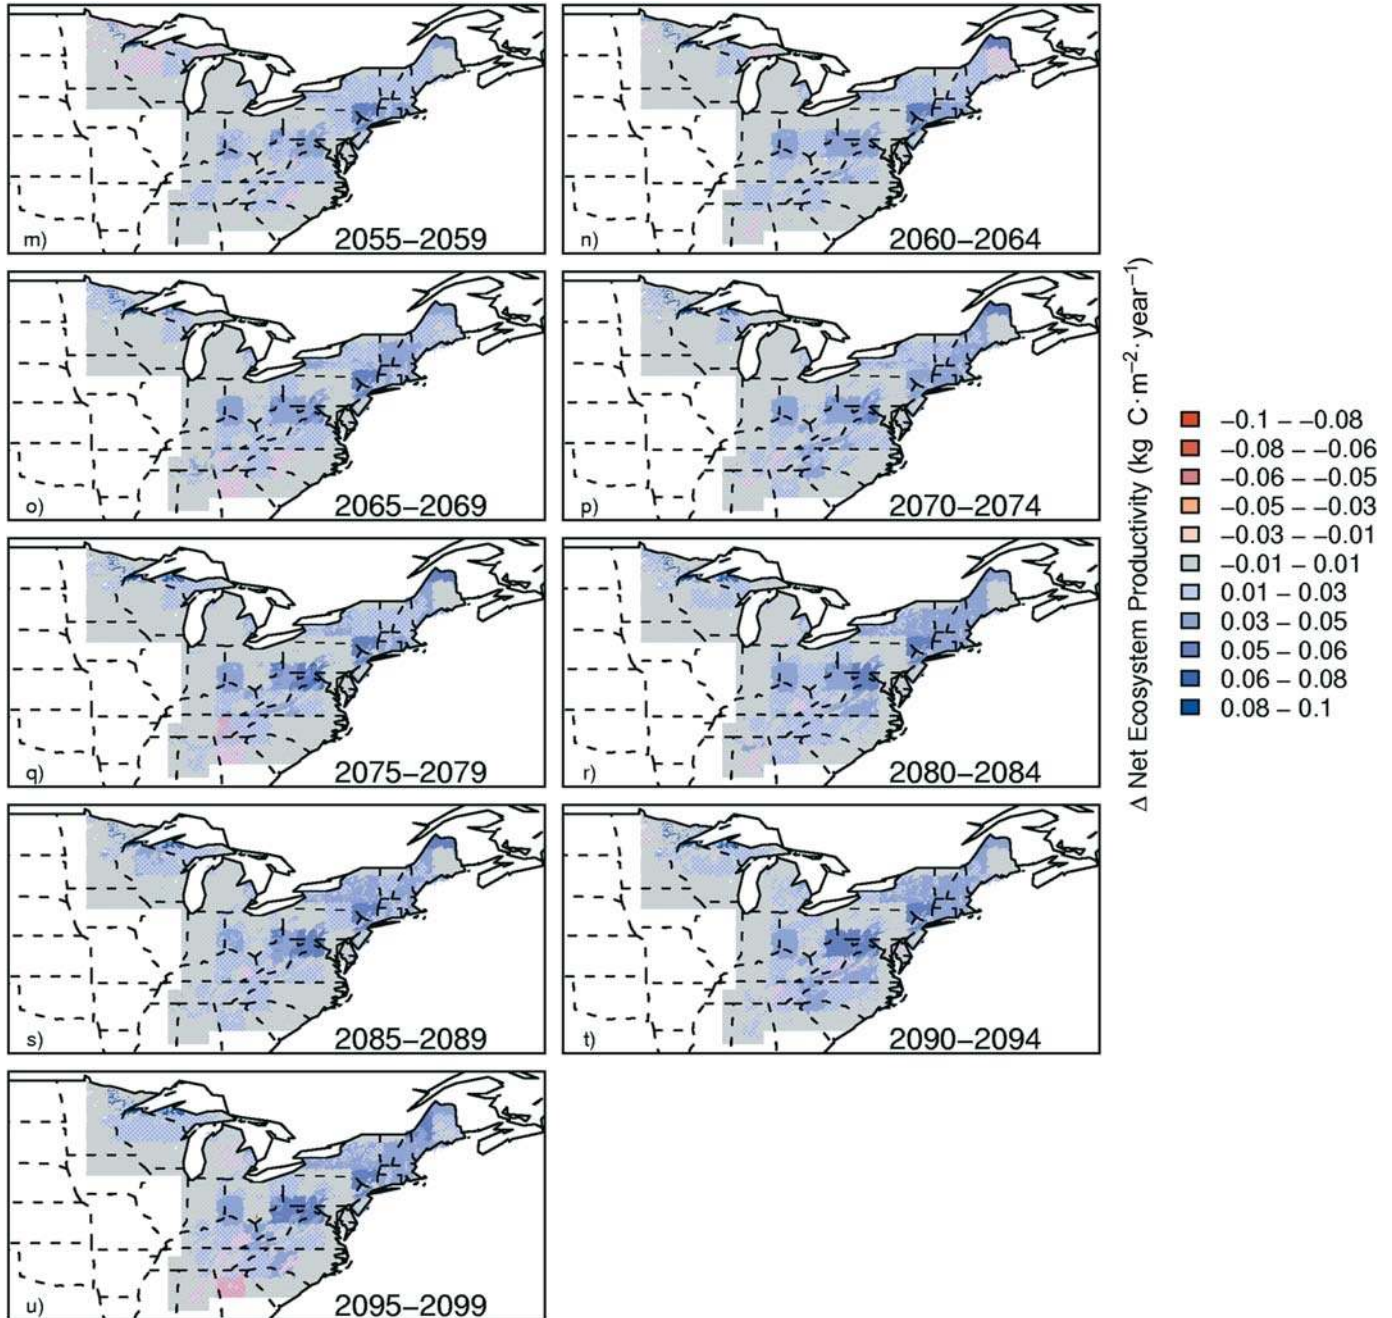 m)
2055–2059
n)
2060–2064
o)
2065–2069
p)
2070–2074
q)
2075–2079
r)
2080–2084
s)
2085–2089
t)
2090–2094
u)
2095–2099
Δ Net Ecosystem Productivity (kg C·m⁻²·year⁻¹)
−0.1 – −0.08
−0.08 – −0.06
−0.06 – −0.05
−0.05 – −0.03
−0.03 – −0.01
−0.01 – 0.01
0.01 – 0.03
0.03 – 0.05
0.05 – 0.06
0.06 – 0.08
0.08 – 0.1